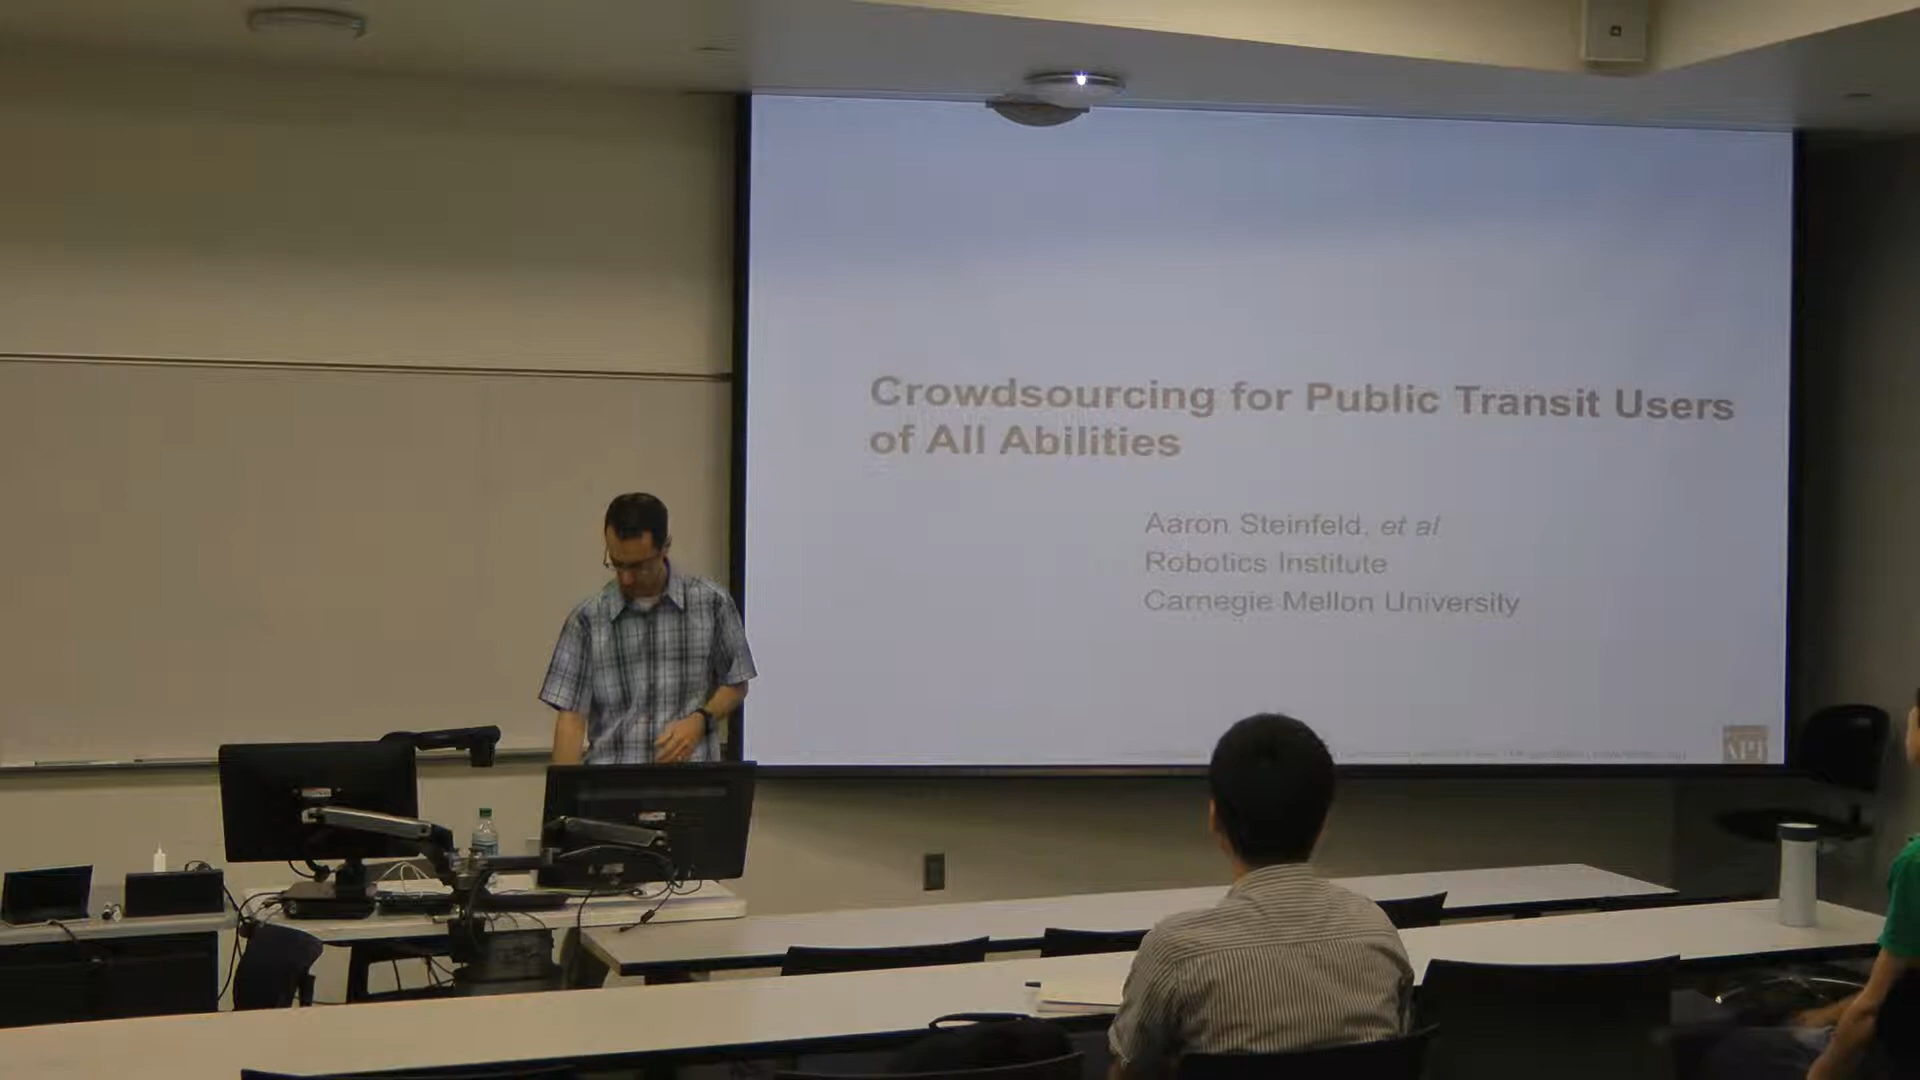 Crowdsourcing for Public Transit Users
of All Abilities
Aaron Steinfeld, et al
Robotics Institute
Carnegie Mellon University